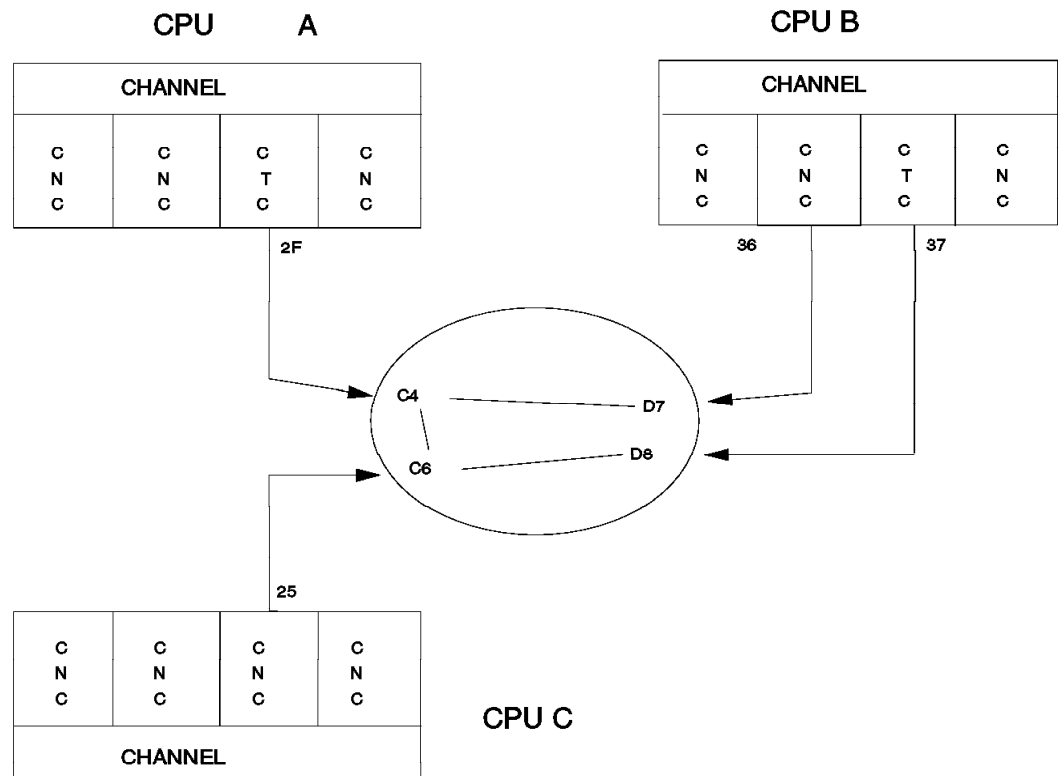 CPU A
CPU B
CHANNEL
CHANNEL
C C C C
N N T N
C C C C
C C C C
N N T N
C C C C
2F
36
37
C4
D7
C6
D8
25
C C C C
N N N N
C C C C
CPU C
CHANNEL